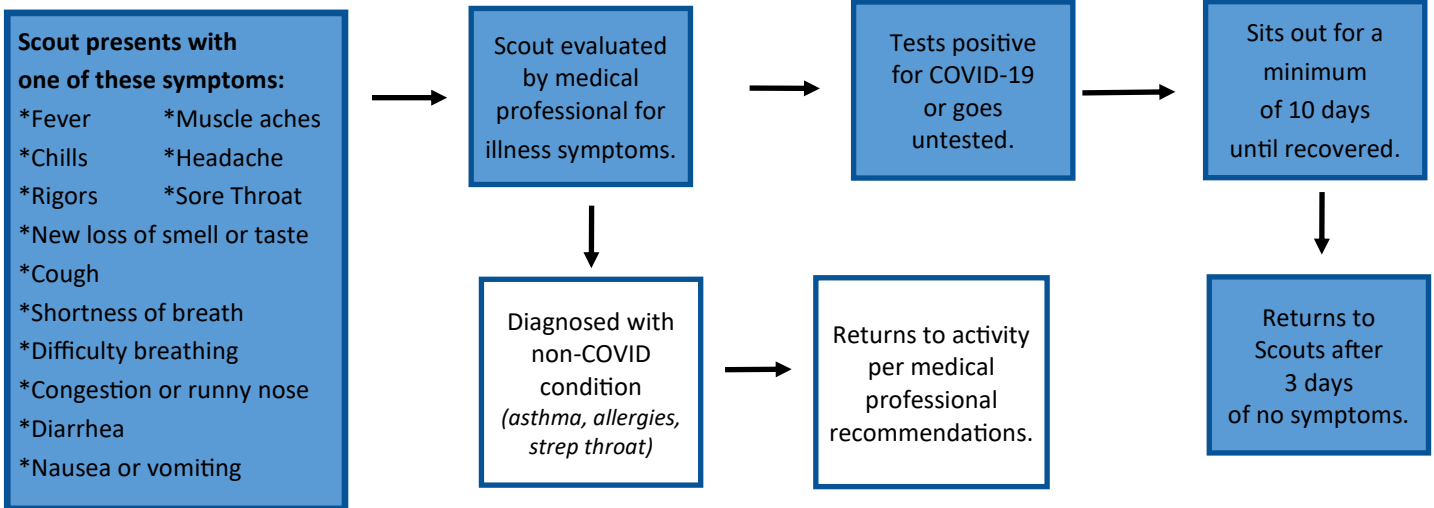 Scout presents with
one of these symptoms:
*Fever *Muscle aches
*Chills *Headache
*Rigors *Sore Throat
*New loss of smell or taste
*Cough
*Shortness of breath
*Difficulty breathing
*Congestion or runny nose
*Diarrhea
*Nausea or vomiting
Scout evaluated
by medical
professional for
illness symptoms.
Tests positive
for COVID-19
or goes
untested.
Sits out for a
minimum
of 10 days
until recovered.
Diagnosed with
non-COVID
condition
(asthma, allergies,
strep throat)
Returns to activity
per medical
professional
recommendations.
Returns to
Scouts after
3 days
of no symptoms.